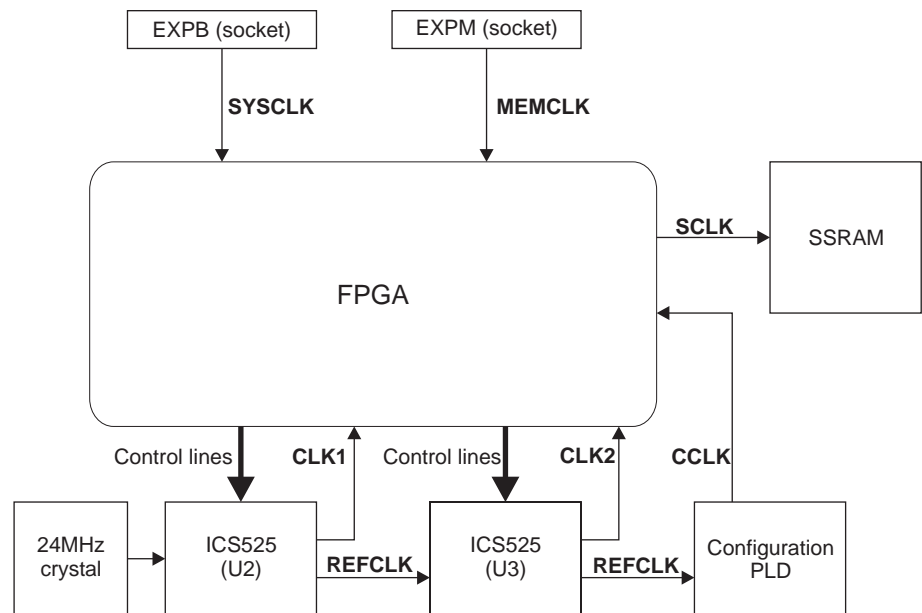 EXPB (socket)
EXPM (socket)
SYSCLK
MEMCLK
SCLK
SSRAM
FPGA
Control lines
CLK1
Control lines
CLK2
CCLK
24MHz
crystal
ICS525
(U2)
REFCLK
ICS525
(U3)
REFCLK
Configuration
PLD